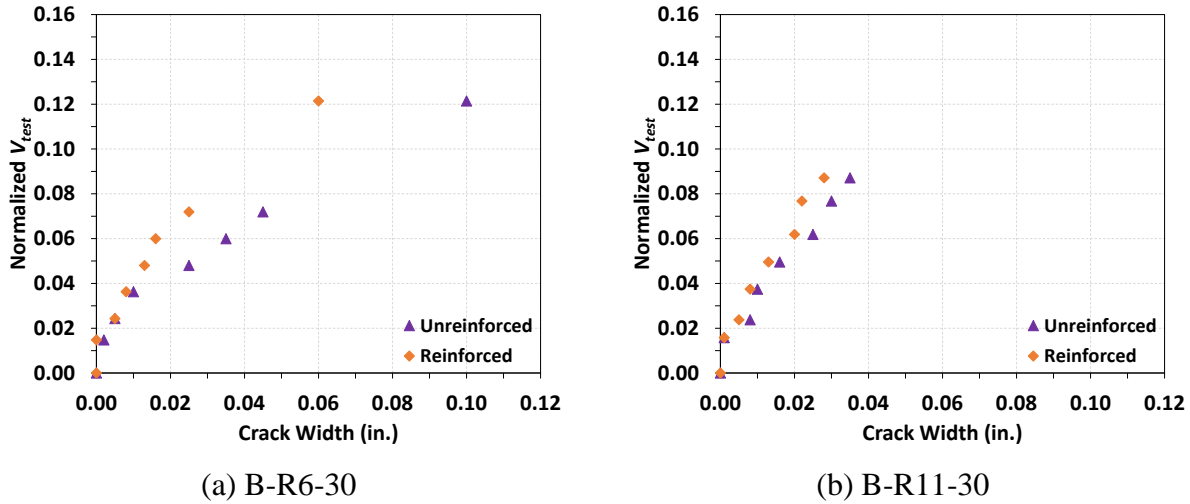 0.16
0.14
0.12
0.10
0.08
0.06
0.04
0.02
0.00
Normalized Vtest
Unreinforced
Reinforced
0.00 0.02 0.04 0.06 0.08 0.10 0.12
Crack Width (in.)
(a) B-R6-30
0.16
0.14
0.12
0.10
0.08
0.06
0.04
0.02
0.00
Normalized Vtest
Unreinforced
Reinforced
0.00 0.02 0.04 0.06 0.08 0.10 0.12
Crack Width (in.)
(b) B-R11-30